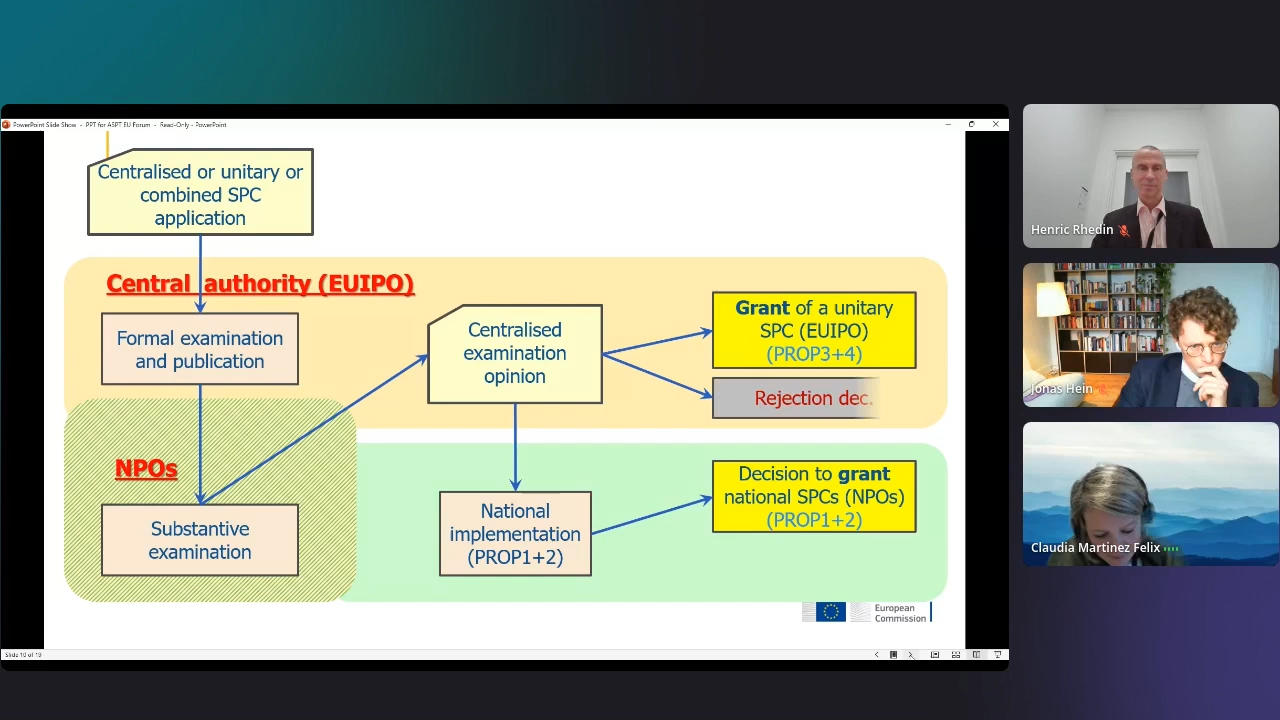 PowerPoint Slide Show - PPT for ASPT EU Forum - Read-Only - PowerPoint
Centralised or unitary or
combined SPC
application
Central authority (EUIPO)
Formal examination
and publication
Centralised
examination
opinion
Grant of a unitary
SPC (EUIPO)
(PROP3+4)
Rejection dec.
NPOs
Substantive
examination
National
implementation
(PROP1+2)
Decision to grant
national SPCs (NPOs)
(PROP1+2)
European
Commission
Slide 10 of 19
Henric Rhedin
Jonas Hein
Claudia Martinez Felix